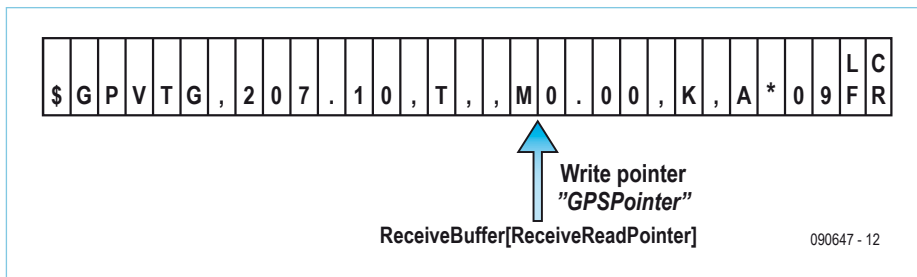 $GPVTG,207.10,T,,M0.00,K,A*09LFCR
Write pointer
"GPSPointer"
ReceiveBuffer[ReceiveReadPointer]
090647 - 12